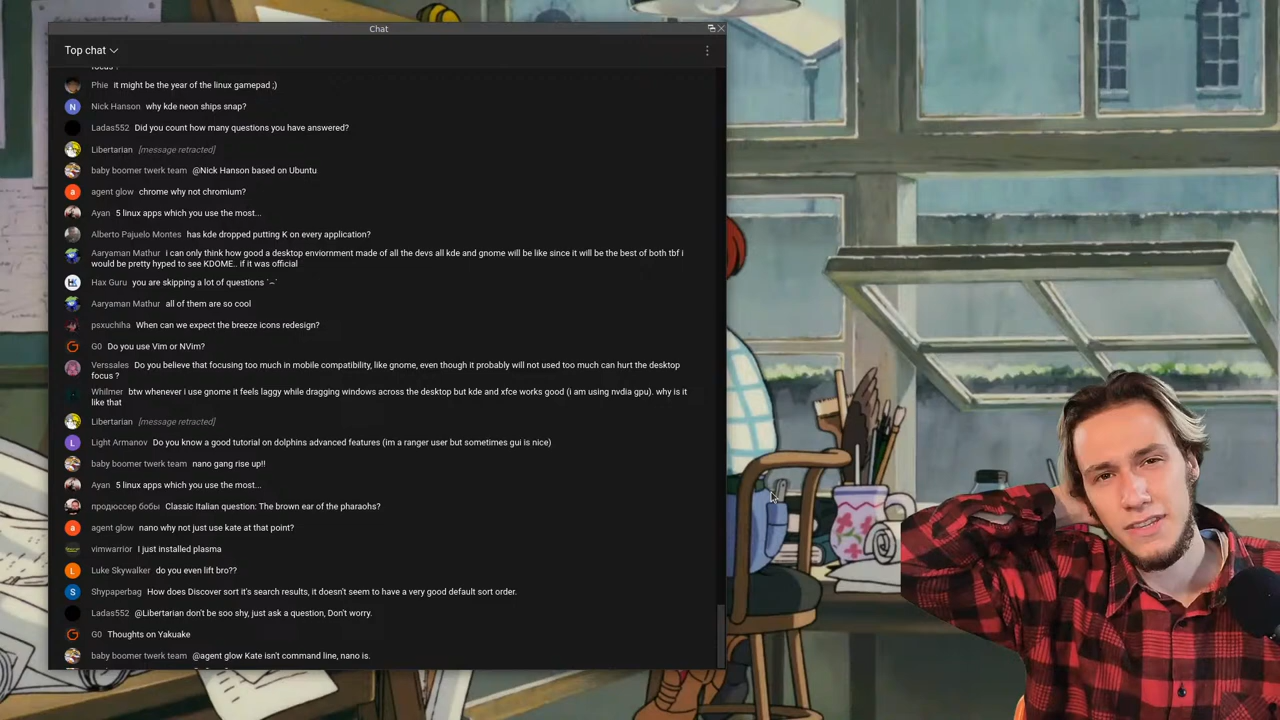 Chat
Top chat
focus ?
Phie it might be the year of the linux gamepad ;)
N Nick Hanson why kde neon ships snap?
Ladas552 Did you count how many questions you have answered?
Libertarian [message retracted]
baby boomer twerk team @Nick Hanson based on Ubuntu
a agent glow chrome why not chromium?
Ayan 5 linux apps which you use the most...
Alberto Pajuelo Montes has kde dropped putting K on every application?
Aaryaman Mathur i can only think how good a desktop enviornment made of all the devs all kde and gnome will be like since it will be the best of both tbf i
would be pretty hyped to see KDOME.. if it was official
Hax Guru you are skipping a lot of questions
Aaryaman Mathur all of them are so cool
psxuchiha When can we expect the breeze icons redesign?
G0 Do you use Vim or NVim?
Verssales Do you believe that focusing too much in mobile compatibility, like gnome, even though it probably will not used too much can hurt the desktop
focus ?
Whilmer btw whenever i use gnome it feels laggy while dragging windows across the desktop but kde and xfce works good (i am using nvdia gpu). why is it
like that
Libertarian [message retracted]
L Light Armanov Do you know a good tutorial on dolphins advanced features (im a ranger user but sometimes gui is nice)
baby boomer twerk team nano gang rise up!!
Ayan 5 linux apps which you use the most...
продюссер бобы Classic Italian question: The brown ear of the pharaohs?
a agent glow nano why not just use kate at that point?
vimwarrior I just installed plasma
L Luke Skywalker do you even lift bro??
S Shypaperbag How does Discover sort it's search results, it doesn't seem to have a very good default sort order.
Ladas552 @Libertarian don't be soo shy, just ask a question, Don't worry.
G0 Thoughts on Yakuake
baby boomer twerk team @agent glow Kate isn't command line, nano is.